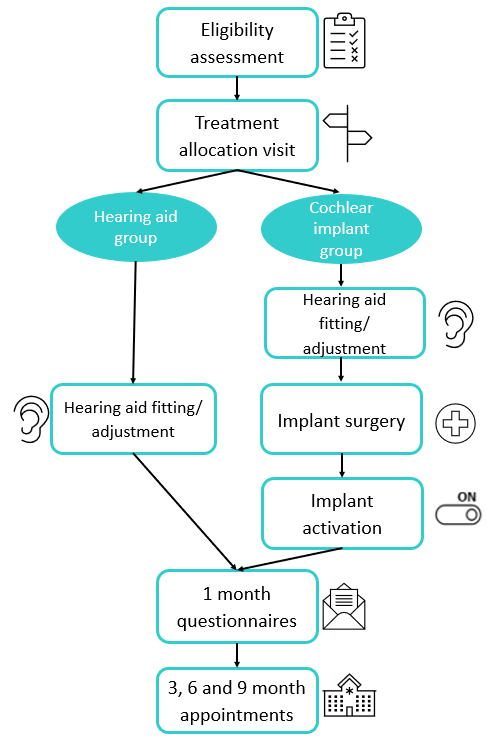 Eligibility
assessment
Treatment
allocation visit
Hearing aid
group
Cochlear
implant
group
Hearing aid
fitting/
adjustment
Hearing aid fitting/
adjustment
Implant surgery
Implant
activation
ON
1 month
questionnaires
3, 6 and 9 month
appointments